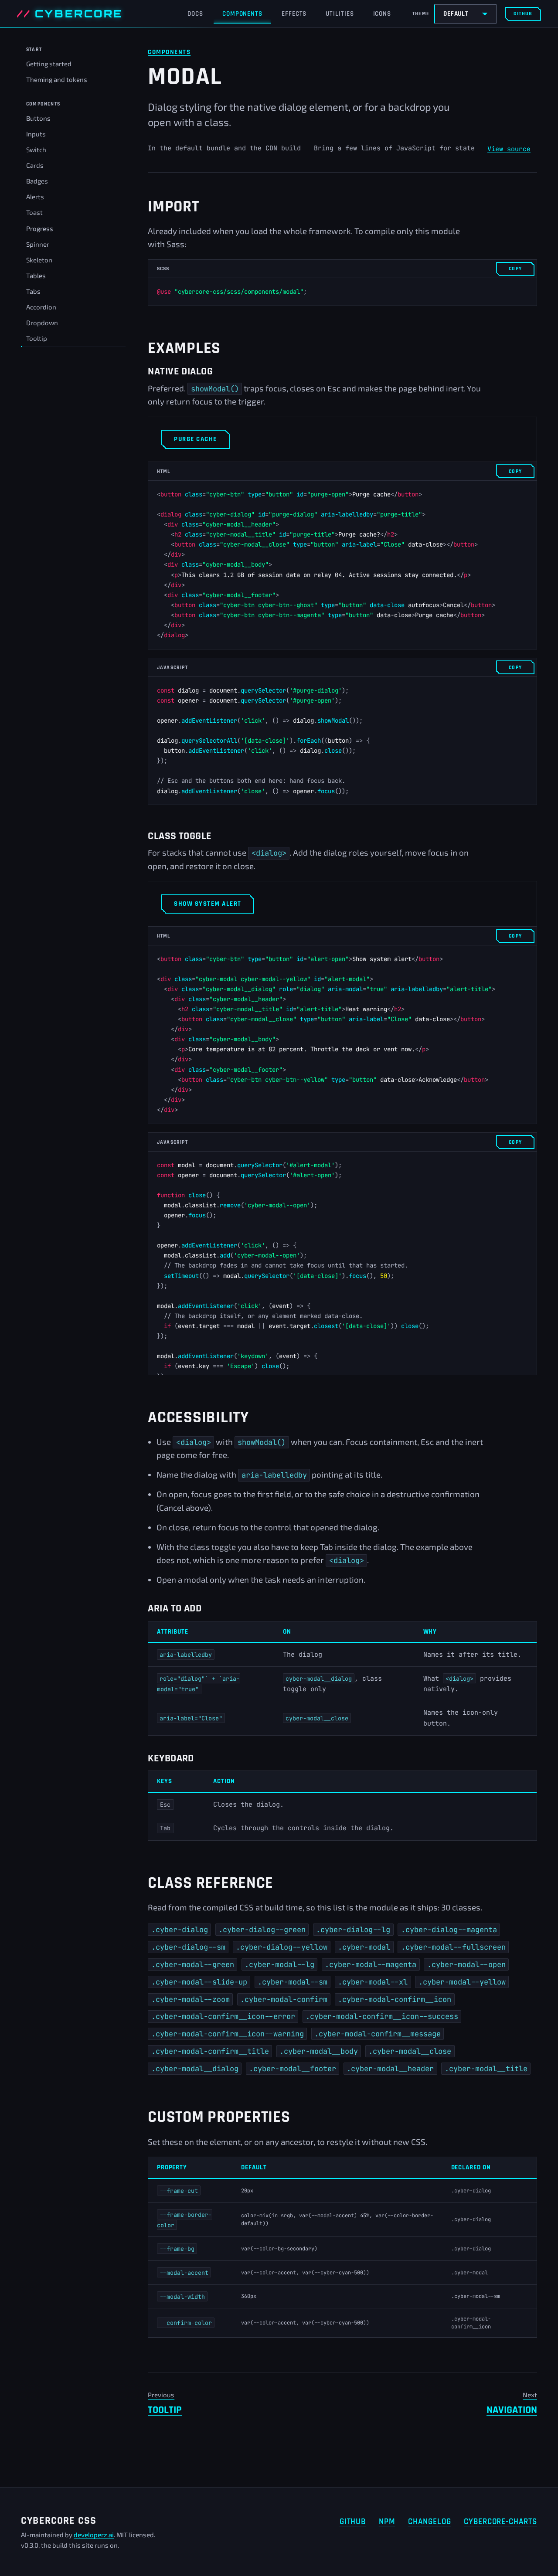 // CYBERCORE
DOCS COMPONENTS EFFECTS UTILITIES ICONS THEME DEFAULT GITHUB
START
Getting started
Theming and tokens
COMPONENTS
Buttons
Inputs
Switch
Cards
Badges
Alerts
Toast
Progress
Spinner
Skeleton
Tables
Tabs
Accordion
Dropdown
Tooltip
COMPONENTS
MODAL
Dialog styling for the native dialog element, or for a backdrop you
open with a class.
In the default bundle and the CDN build Bring a few lines of JavaScript for state View source
IMPORT
Already included when you load the whole framework. To compile only this module
with Sass:
SCSS COPY
@use "cybercore-css/scss/components/modal";
EXAMPLES
NATIVE DIALOG
Preferred. showModal() traps focus, closes on Esc and makes the page behind inert. You
only return focus to the trigger.
PURGE CACHE
HTML COPY
<button class="cyber-btn" type="button" id="purge-open">Purge cache</button>
<dialog class="cyber-dialog" id="purge-dialog" aria-labelledby="purge-title">
<div class="cyber-modal__header">
<h2 class="cyber-modal__title" id="purge-title">Purge cache?</h2>
<button class="cyber-modal__close" type="button" aria-label="Close" data-close></button>
</div>
<div class="cyber-modal__body">
<p>This clears 1.2 GB of session data on relay 04. Active sessions stay connected.</p>
</div>
<div class="cyber-modal__footer">
<button class="cyber-btn cyber-btn--ghost" type="button" data-close autofocus>Cancel</button>
<button class="cyber-btn cyber-btn--magenta" type="button" data-close>Purge cache</button>
</div>
</dialog>
JAVASCRIPT COPY
const dialog = document.querySelector('#purge-dialog');
const opener = document.querySelector('#purge-open');
opener.addEventListener('click', () => dialog.showModal());
dialog.querySelectorAll('[data-close]').forEach((button) => {
button.addEventListener('click', () => dialog.close());
});
// Esc and the buttons both end here: hand focus back.
dialog.addEventListener('close', () => opener.focus());
CLASS TOGGLE
For stacks that cannot use <dialog>. Add the dialog roles yourself, move focus in on
open, and restore it on close.
SHOW SYSTEM ALERT
HTML COPY
<button class="cyber-btn" type="button" id="alert-open">Show system alert</button>
<div class="cyber-modal cyber-modal--yellow" id="alert-modal">
<div class="cyber-modal__dialog" role="dialog" aria-modal="true" aria-labelledby="alert-title">
<div class="cyber-modal__header">
<h2 class="cyber-modal__title" id="alert-title">Heat warning</h2>
<button class="cyber-modal__close" type="button" aria-label="Close" data-close></button>
</div>
<div class="cyber-modal__body">
<p>Core temperature is at 82 percent. Throttle the deck or vent now.</p>
</div>
<div class="cyber-modal__footer">
<button class="cyber-btn cyber-btn--yellow" type="button" data-close>Acknowledge</button>
</div>
</div>
</div>
JAVASCRIPT COPY
const modal = document.querySelector('#alert-modal');
const opener = document.querySelector('#alert-open');
function close() {
modal.classList.remove('cyber-modal--open');
opener.focus();
}
opener.addEventListener('click', () => {
modal.classList.add('cyber-modal--open');
// The backdrop fades in and cannot take focus until that has started.
setTimeout(() => modal.querySelector('[data-close]').focus(), 50);
});
modal.addEventListener('click', (event) => {
// The backdrop itself, or any element marked data-close.
if (event.target === modal || event.target.closest('[data-close]')) close();
});
modal.addEventListener('keydown', (event) => {
if (event.key === 'Escape') close();
ACCESSIBILITY
• Use <dialog> with showModal() when you can. Focus containment, Esc and the inert
page come for free.
• Name the dialog with aria-labelledby pointing at its title.
• On open, focus goes to the first field, or to the safe choice in a destructive confirmation
(Cancel above).
• On close, return focus to the control that opened the dialog.
• With the class toggle you also have to keep Tab inside the dialog. The example above
does not, which is one more reason to prefer <dialog>.
• Open a modal only when the task needs an interruption.
ARIA TO ADD
ATTRIBUTE ON WHY
aria-labelledby The dialog Names it after its title.
role="dialog"` + `aria-modal="true" cyber-modal__dialog, class toggle only What <dialog> provides natively.
aria-label="Close" cyber-modal__close Names the icon-only button.
KEYBOARD
KEYS ACTION
Esc Closes the dialog.
Tab Cycles through the controls inside the dialog.
CLASS REFERENCE
Read from the compiled CSS at build time, so this list is the module as it ships: 30 classes.
.cyber-dialog .cyber-dialog--green .cyber-dialog--lg .cyber-dialog--magenta
.cyber-dialog--sm .cyber-dialog--yellow .cyber-modal .cyber-modal--fullscreen
.cyber-modal--green .cyber-modal--lg .cyber-modal--magenta .cyber-modal--open
.cyber-modal--slide-up .cyber-modal--sm .cyber-modal--xl .cyber-modal--yellow
.cyber-modal--zoom .cyber-modal-confirm .cyber-modal-confirm__icon
.cyber-modal-confirm__icon--error .cyber-modal-confirm__icon--success
.cyber-modal-confirm__icon--warning .cyber-modal-confirm__message
.cyber-modal-confirm__title .cyber-modal__body .cyber-modal__close
.cyber-modal__dialog .cyber-modal__footer .cyber-modal__header .cyber-modal__title
CUSTOM PROPERTIES
Set these on the element, or on any ancestor, to restyle it without new CSS.
PROPERTY DEFAULT DECLARED ON
--frame-cut 20px .cyber-dialog
--frame-border-color color-mix(in srgb, var(--modal-accent) 45%, var(--color-border-default)) .cyber-dialog
--frame-bg var(--color-bg-secondary) .cyber-dialog
--modal-accent var(--color-accent, var(--cyber-cyan-500)) .cyber-modal
--modal-width 360px .cyber-modal--sm
--confirm-color var(--color-accent, var(--cyber-cyan-500)) .cyber-modal-confirm__icon
Previous
TOOLTIP
Next
NAVIGATION
CYBERCORE CSS
AI-maintained by developerz.ai. MIT licensed.
v0.3.0, the build this site runs on.
GITHUB NPM CHANGELOG CYBERCORE-CHARTS